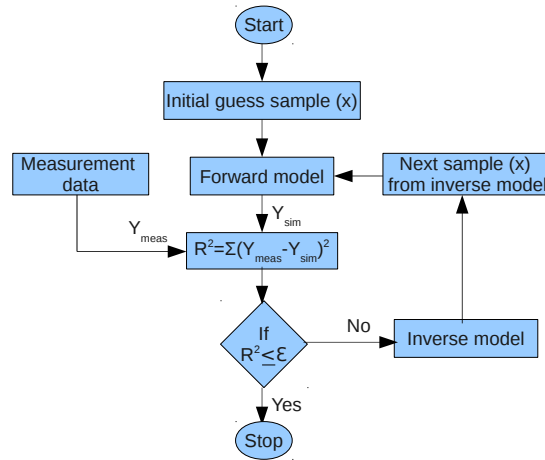 Start
Initial guess sample (x)
Measurement
data
Forward model
Next sample (x)
from inverse model
Y_meas
Y_sim
R²=Σ(Y_meas-Y_sim)²
If
R²≤Ɛ
No
Inverse model
Yes
Stop